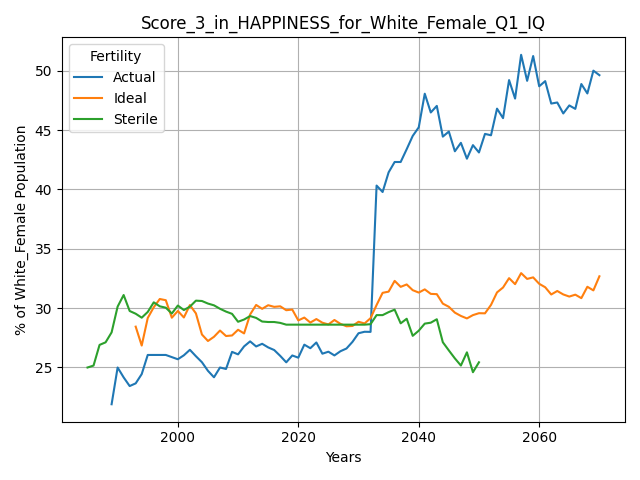 Score_3_in_HAPPINESS_for_White_Female_Q1_IQ
Fertility
Actual
Ideal
Sterile
% of White_Female Population
50
45
40
35
30
25
2000
2020
2040
2060
Years